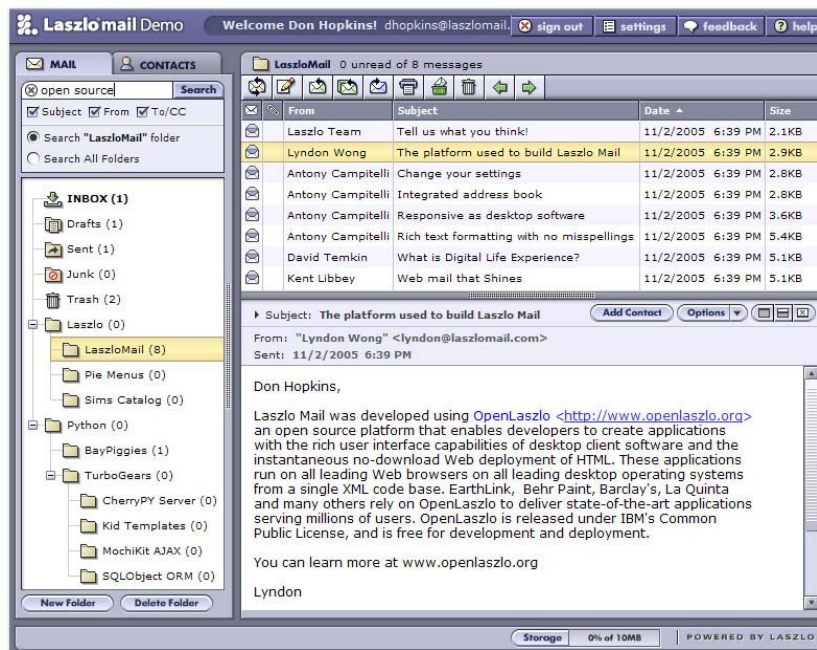 Laszlo mail Demo
Welcome Don Hopkins! dhopkins@laszlomail. sign out settings feedback help
MAIL CONTACTS
open source Search
Subject From To/CC
Search "LaszloMail" folder
Search All Folders
INBOX (1)
Drafts (1)
Sent (1)
Junk (0)
Trash (2)
Laszlo (0)
LaszloMail (8)
Pie Menus (0)
Sims Catalog (0)
Python (0)
BayPiggies (1)
TurboGears (0)
CherryPY Server (0)
Kid Templates (0)
MochiKit AJAX (0)
SQLObject ORM (0)
New Folder Delete Folder
LaszloMail 0 unread of 8 messages
From Subject Date Size
Laszlo Team Tell us what you think! 11/2/2005 6:39 PM 2.1KB
Lyndon Wong The platform used to build Laszlo Mail 11/2/2005 6:39 PM 2.9KB
Antony Campitelli Change your settings 11/2/2005 6:39 PM 2.8KB
Antony Campitelli Integrated address book 11/2/2005 6:39 PM 2.8KB
Antony Campitelli Responsive as desktop software 11/2/2005 6:39 PM 3.6KB
Antony Campitelli Rich text formatting with no misspellings 11/2/2005 6:39 PM 5.4KB
David Temkin What is Digital Life Experience? 11/2/2005 6:39 PM 5.1KB
Kent Libbey Web mail that Shines 11/2/2005 6:39 PM 5.1KB
Subject: The platform used to build Laszlo Mail Add Contact Options
From: "Lyndon Wong" <lyndon@laszlomail.com>
Sent: 11/2/2005 6:39 PM
Don Hopkins,
Laszlo Mail was developed using OpenLaszlo <http://www.openlaszlo.org>
an open source platform that enables developers to create applications
with the rich user interface capabilities of desktop client software and the
instantaneous no-download Web deployment of HTML. These applications
run on all leading Web browsers on all leading desktop operating systems
from a single XML code base. EarthLink, Behr Paint, Barclay's, La Quinta
and many others rely on OpenLaszlo to deliver state-of-the-art applications
serving millions of users. OpenLaszlo is released under IBM's Common
Public License, and is free for development and deployment.
You can learn more at www.openlaszlo.org
Lyndon
Storage 0% of 10MB POWERED BY LASZLO